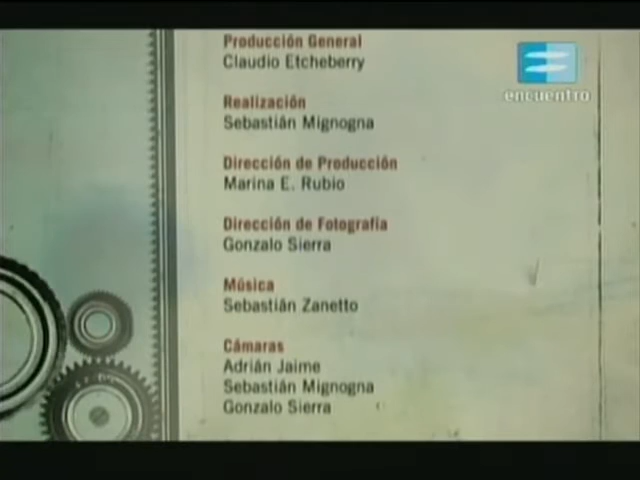 Producción General
Claudio Etcheberry
encuentro
Realización
Sebastián Mignogna
Dirección de Producción
Marina E. Rubio
Dirección de Fotografía
Gonzalo Sierra
Música
Sebastián Zanetto
Cámaras
Adrián Jaime
Sebastián Mignogna
Gonzalo Sierra